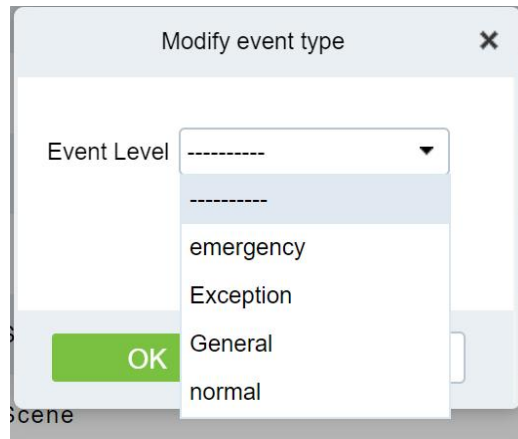 Modify event type
Event Level
----------
----------
emergency
Exception
General
OK
normal
Scene